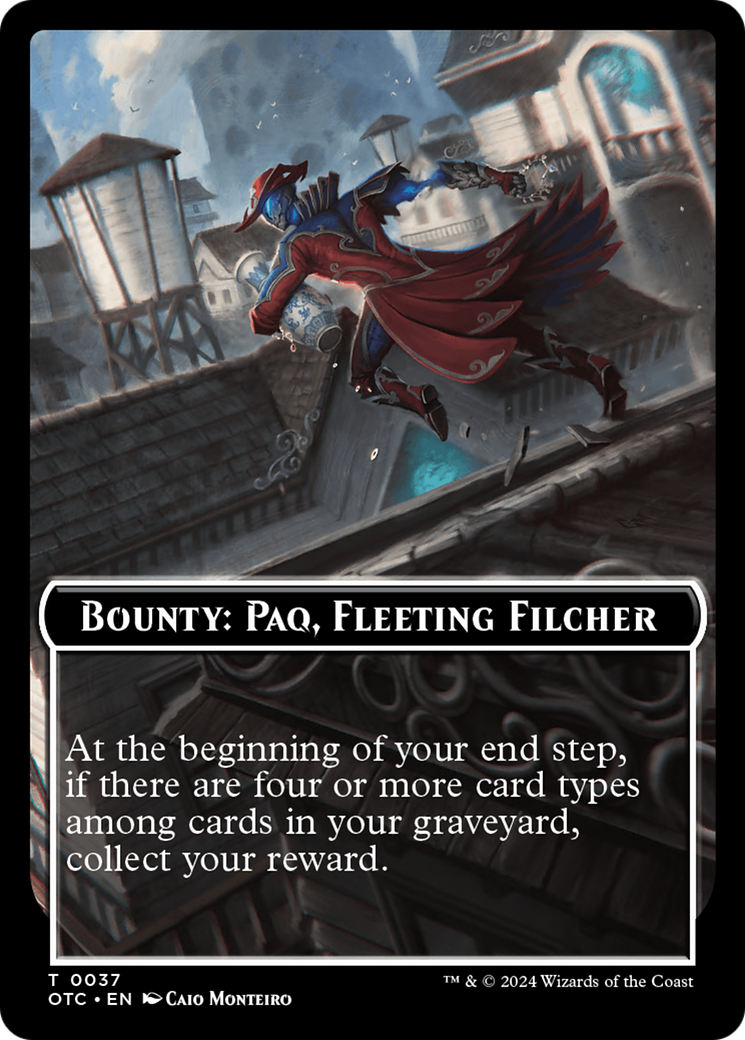 Bounty: Paq, Fleeting Filcher
At the beginning of your end step,
if there are four or more card types
among cards in your graveyard,
collect your reward.
T 0037
OTC • EN Caio Monteiro
™ & © 2024 Wizards of the Coast